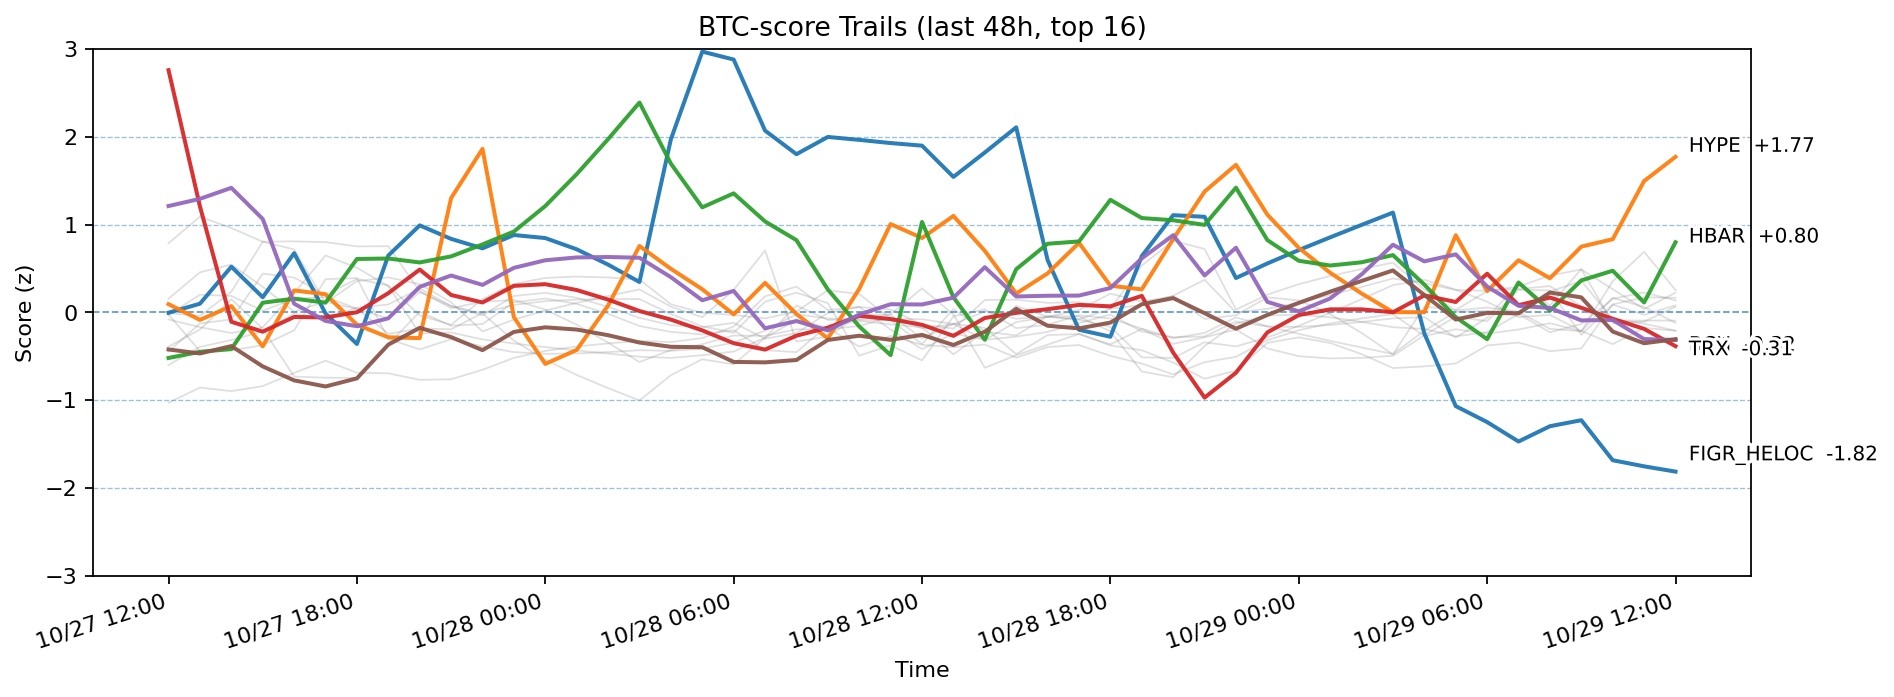 BTC-score Trails (last 48h, top 16)
Score (z)
3
2
1
0
−1
−2
−3
HYPE +1.77
HBAR +0.80
TRX -0.31
FIGR_HELOC -1.82
10/27 12:00
10/27 18:00
10/28 00:00
10/28 06:00
10/28 12:00
10/28 18:00
10/29 00:00
10/29 06:00
10/29 12:00
Time